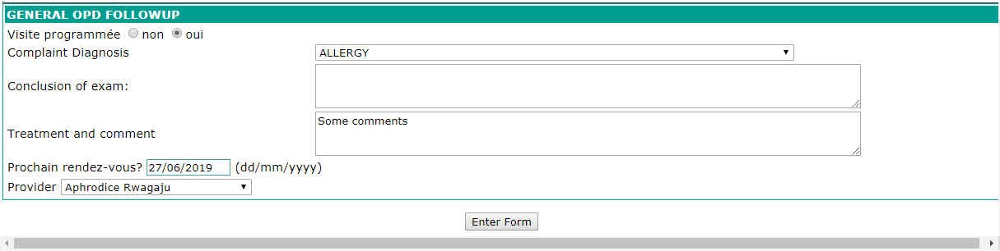 GENERAL OPD FOLLOWUP
Visite programmée non oui
Complaint Diagnosis ALLERGY
Conclusion of exam:
Treatment and comment Some comments
Prochain rendez-vous? 27/06/2019 (dd/mm/yyyy)
Provider Aphrodice Rwagaju
Enter Form